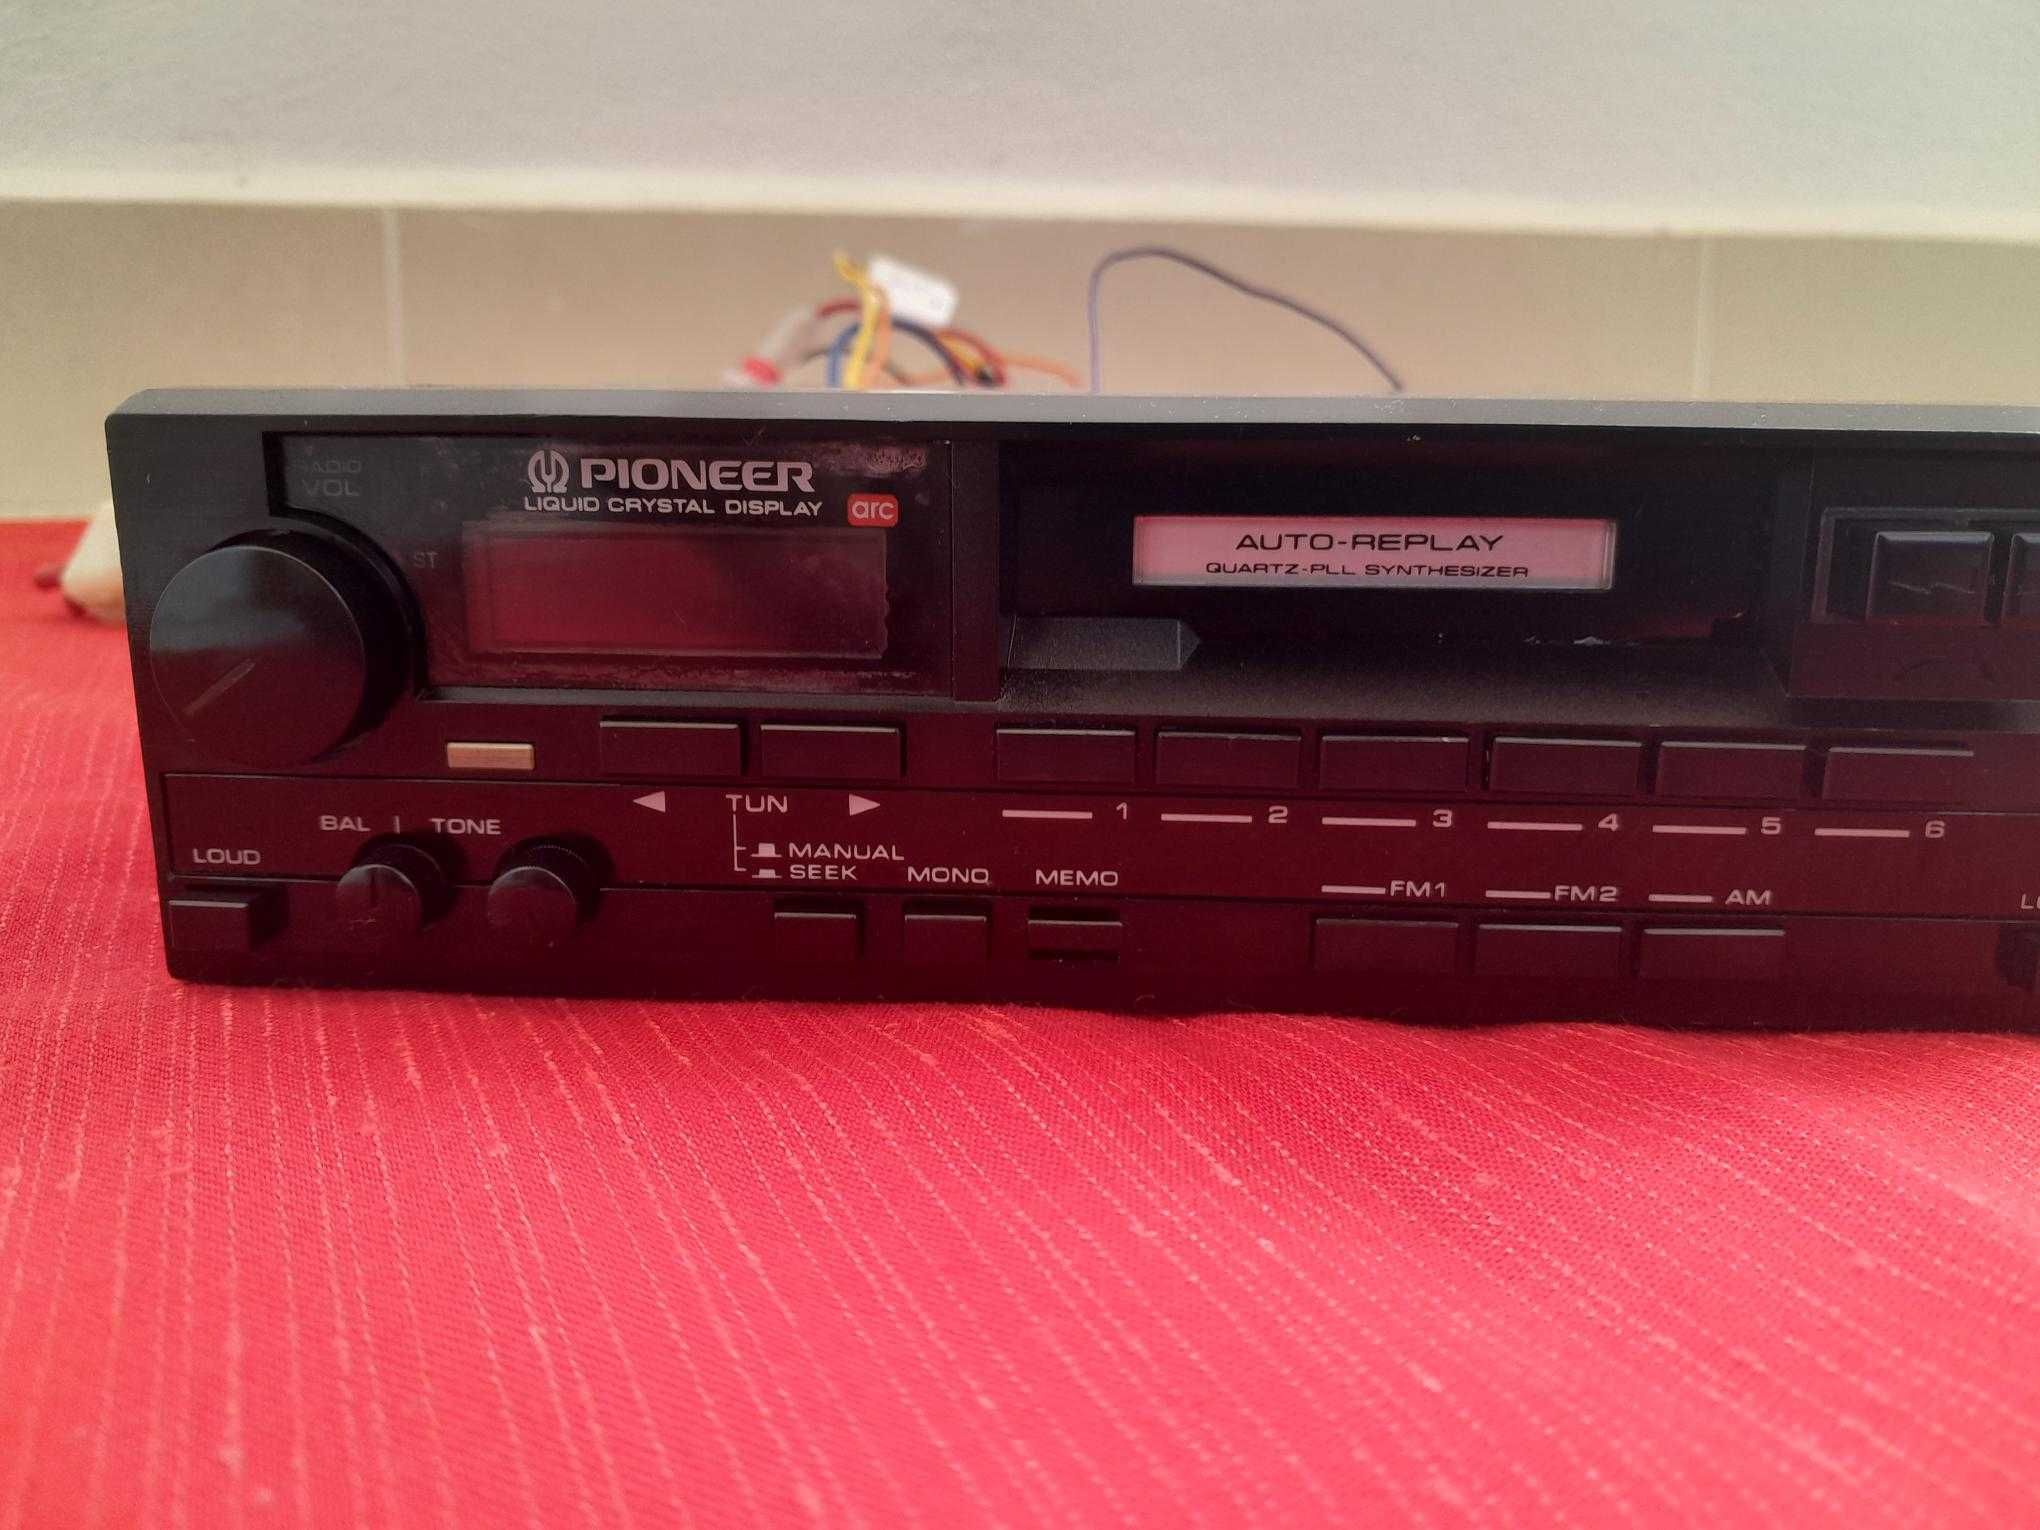 RADIO
VOL
PIONEER
LIQUID CRYSTAL DISPLAY
arc
ST
AUTO-REPLAY
QUARTZ-PLL SYNTHESIZER
TUN
MANUAL
SEEK
BAL | TONE
LOUD
MONO
MEMO
1 2 3 4 5 6
FM1 FM2 AM